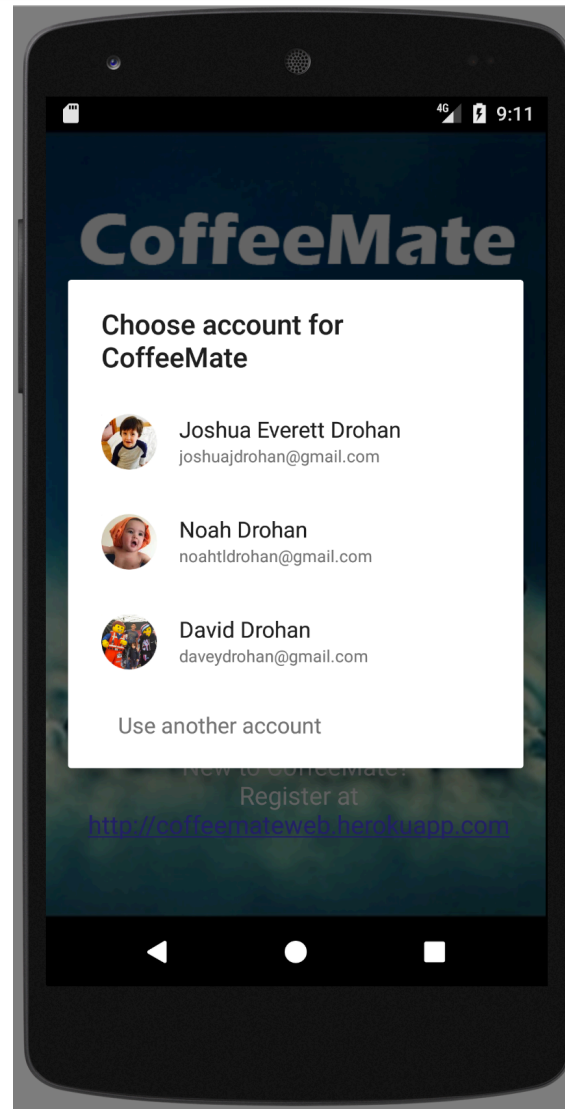 4G 9:11
CoffeeMate
Choose account for
CoffeeMate
Joshua Everett Drohan
joshuajdrohan@gmail.com
Noah Drohan
noahtldrohan@gmail.com
David Drohan
daveydrohan@gmail.com
Use another account
New to CoffeeMate?
Register at
http://coffeemateweb.herokuapp.com